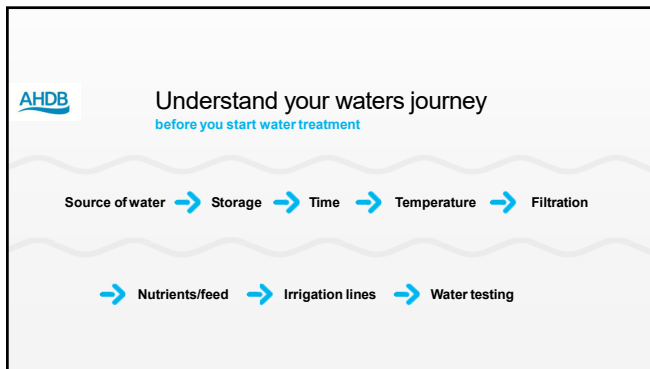 AHDB
Understand your waters journey
before you start water treatment
Source of water Storage Time Temperature Filtration
Nutrients/feed Irrigation lines Water testing